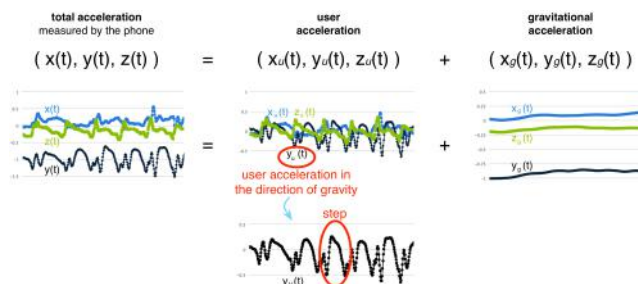 total acceleration
measured by the phone
user
acceleration
gravitational
acceleration
( x(t), y(t), z(t) ) = ( xu(t), yu(t), zu(t) ) + ( xg(t), yg(t), zg(t) )
x(t)
z(t)
y(t)
=
xu(t) zu(t)
yu(t)
+
xg(t)
zg(t)
yg(t)
user acceleration in
the direction of gravity
step
yu(t)